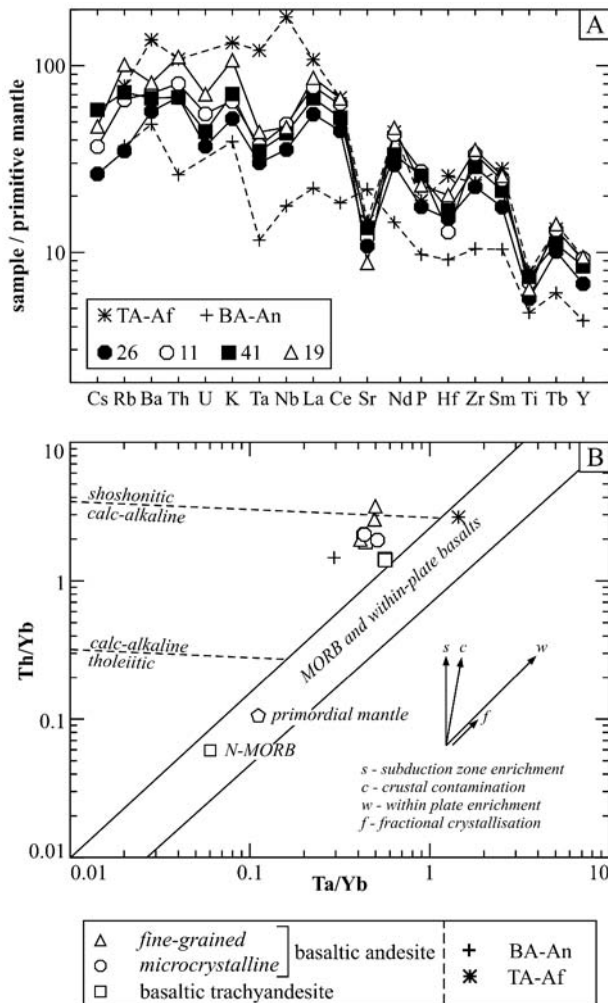 A
100
10
sample / primitive mantle
TA-Af BA-An
26 11 41 19
Cs Rb Ba Th U K Ta Nb La Ce Sr Nd P Hf Zr Sm Ti Tb Y
B
10
1
0.1
0.01
Th/Yb
shoshonitic
calc-alkaline
calc-alkaline
tholeiitic
MORB and within-plate basalts
primordial mantle
N-MORB
s c w
f
s - subduction zone enrichment
c - crustal contamination
w - within plate enrichment
f - fractional crystallisation
0.01 0.1 1 10
Ta/Yb
fine-grained
microcrystalline
basaltic andesite
basaltic trachyandesite
BA-An
TA-Af